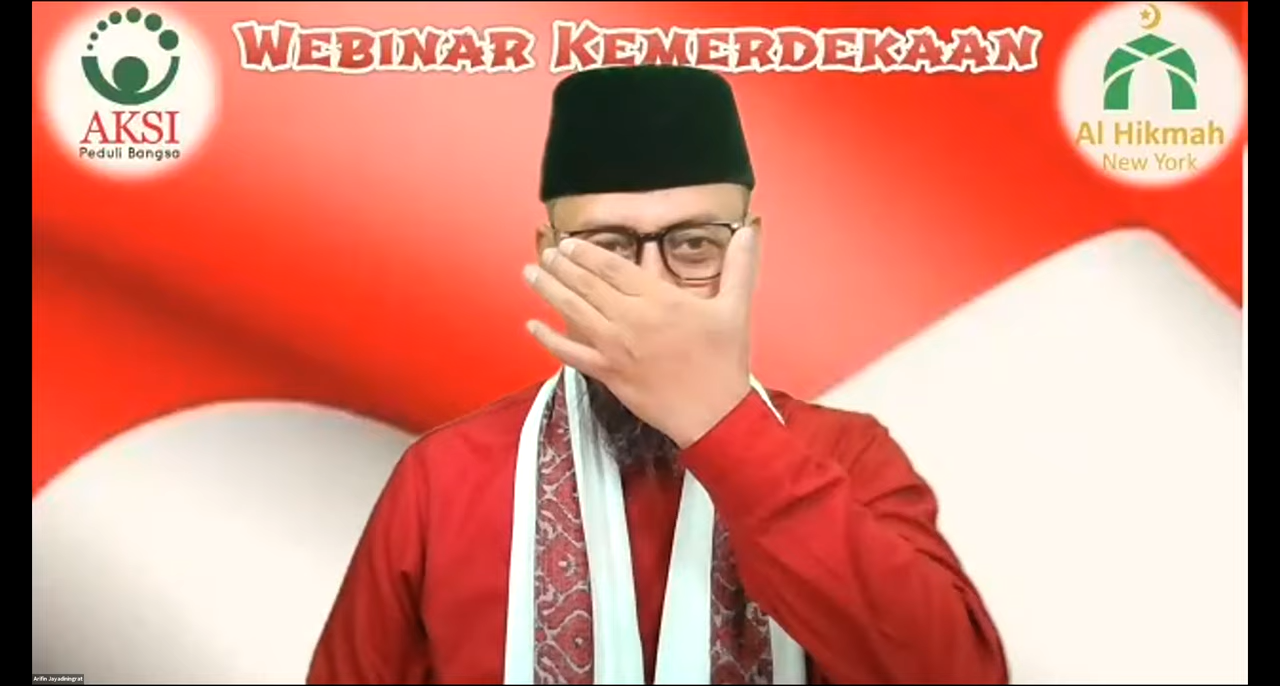 WEBINAR KEMERDEKAAN
AKSI
Peduli Bangsa
Al Hikmah
New York
Arifin Jayadiningrat